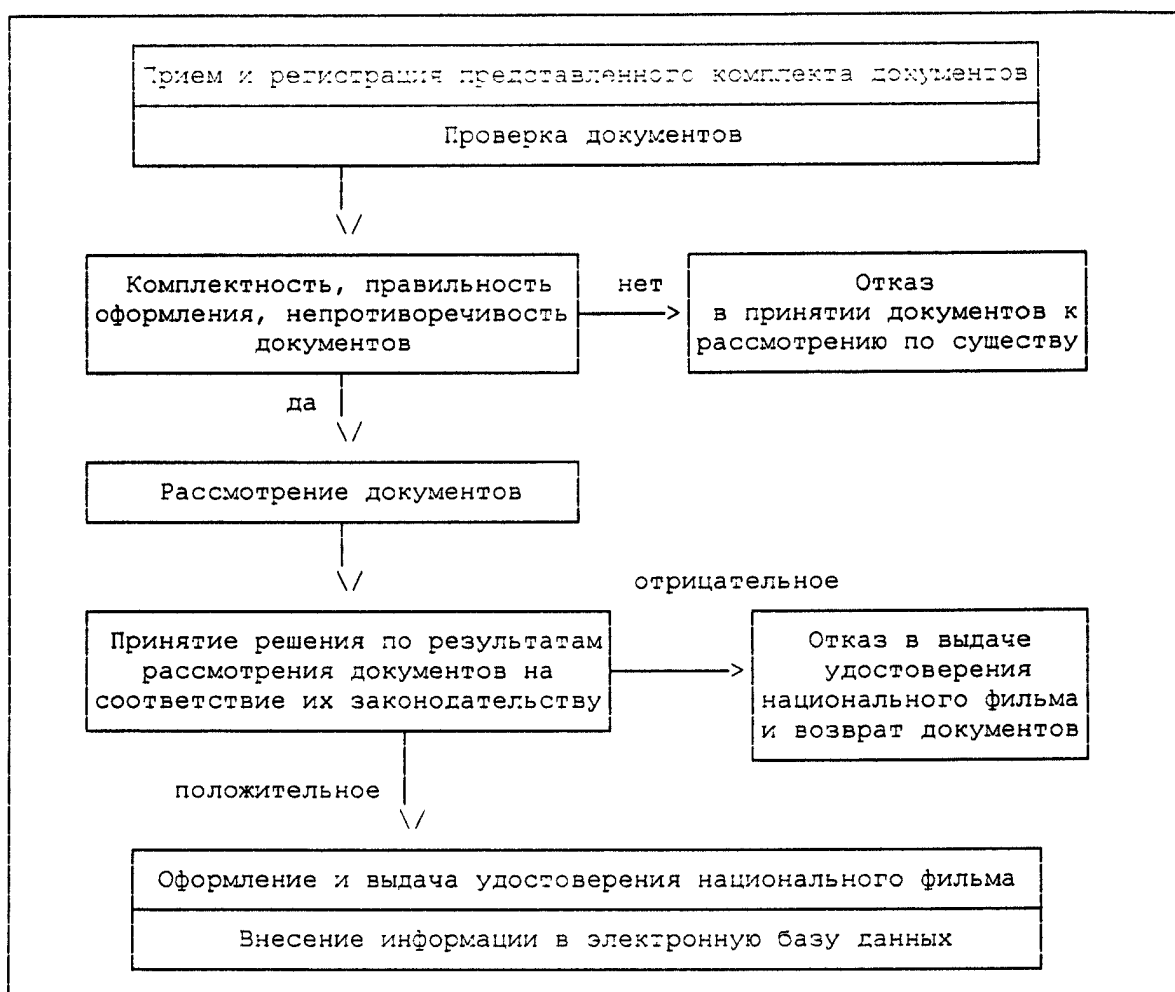 Прием и регистрация представленного комплекта документов
Проверка документов
Комплектность, правильность
оформления, непротиворечивость
документов
нет
Отказ
в принятии документов к
рассмотрению по существу
да
Рассмотрение документов
отрицательное
Принятие решения по результатам
рассмотрения документов на
соответствие их законодательству
Отказ в выдаче
удостоверения
национального фильма
и возврат документов
положительное
Оформление и выдача удостоверения национального фильма
Внесение информации в электронную базу данных